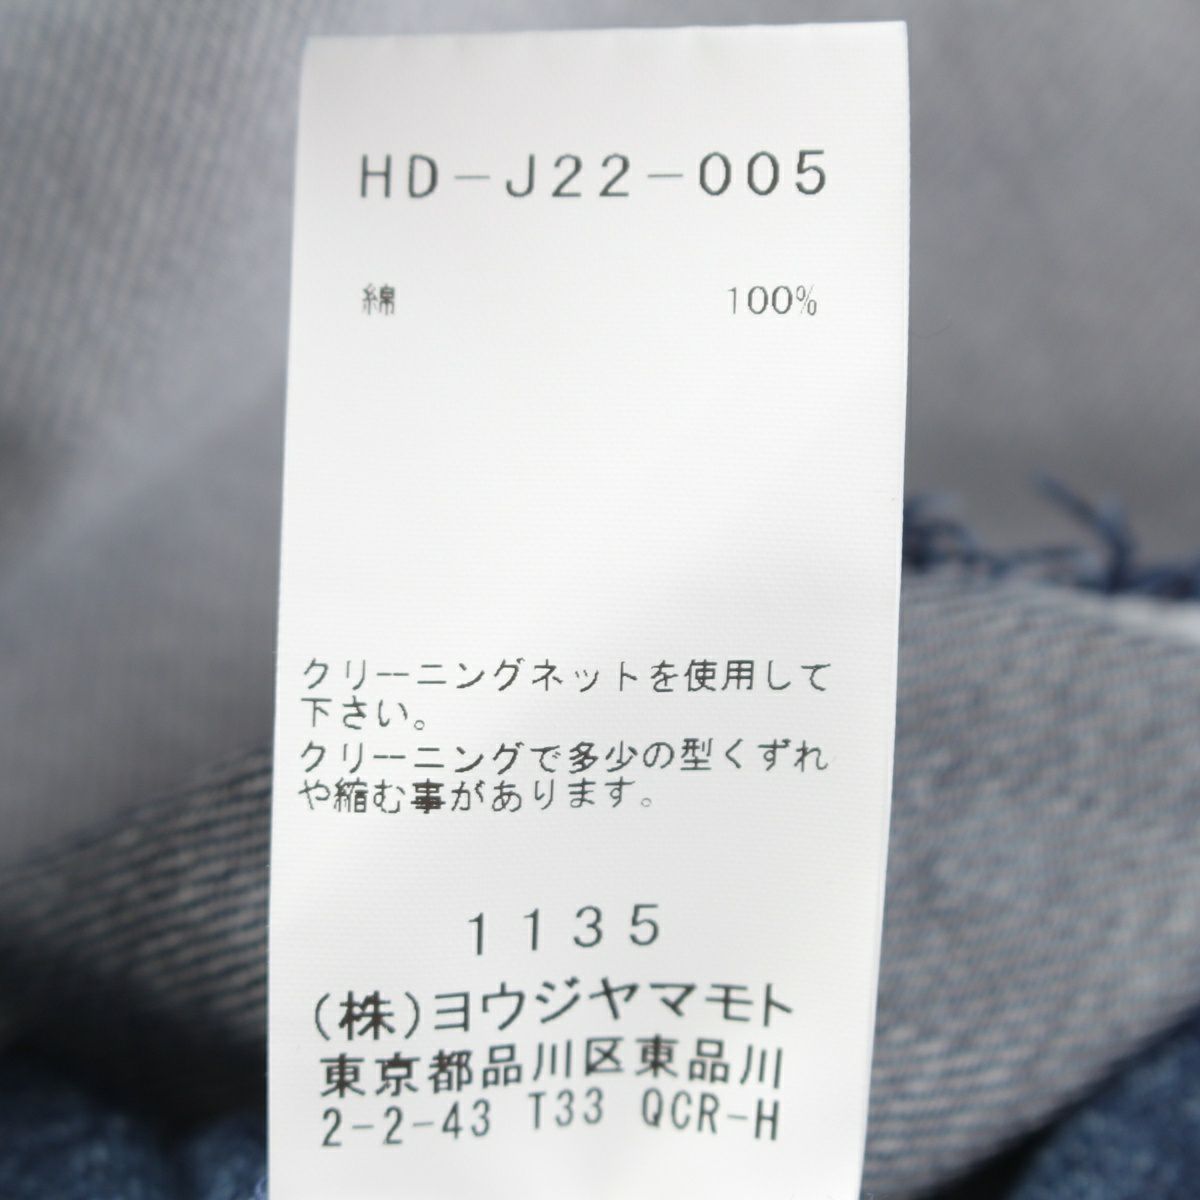 HD-J22-005
綿 100%
クリーニングネットを使用して
下さい。
クリーニングで多少の型くずれ
や縮む事があります。
1135
(株)ヨウジヤマモト
東京都品川区東品川
2-2-43 T33 QCR-H